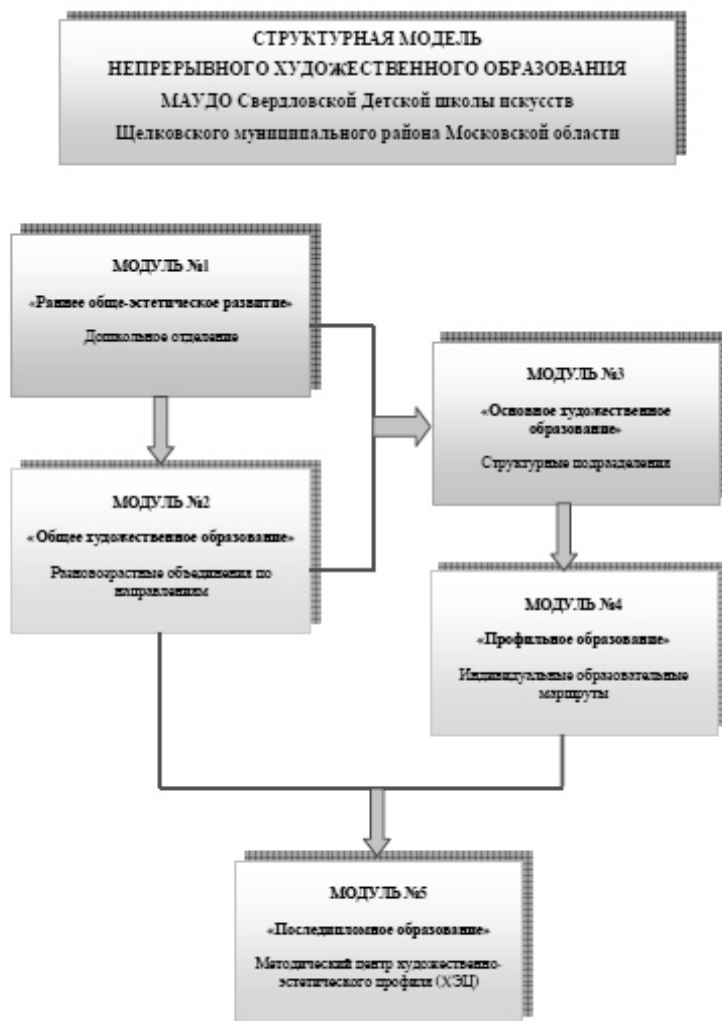 СТРУКТУРНАЯ МОДЕЛЬ
НЕПРЕРЫВНОГО ХУДОЖЕСТВЕННОГО ОБРАЗОВАНИЯ
МАУДО Свердловской Детской школы искусств
Щелковского муниципального района Московской области
МОДУЛЬ №1
«Раннее обще-эстетическое развитие»
Дошкольное отделение
МОДУЛЬ №2
«Общее художественное образование»
Разновозрастные объединения по
направлениям
МОДУЛЬ №3
«Основное художественное
образование»
Структурные подразделения
МОДУЛЬ №4
«Профильное образование»
Индивидуальные образовательные
маршруты
МОДУЛЬ №5
«Последипломное образование»
Методический центр художественно-
эстетического профиля (ХЭЦ)